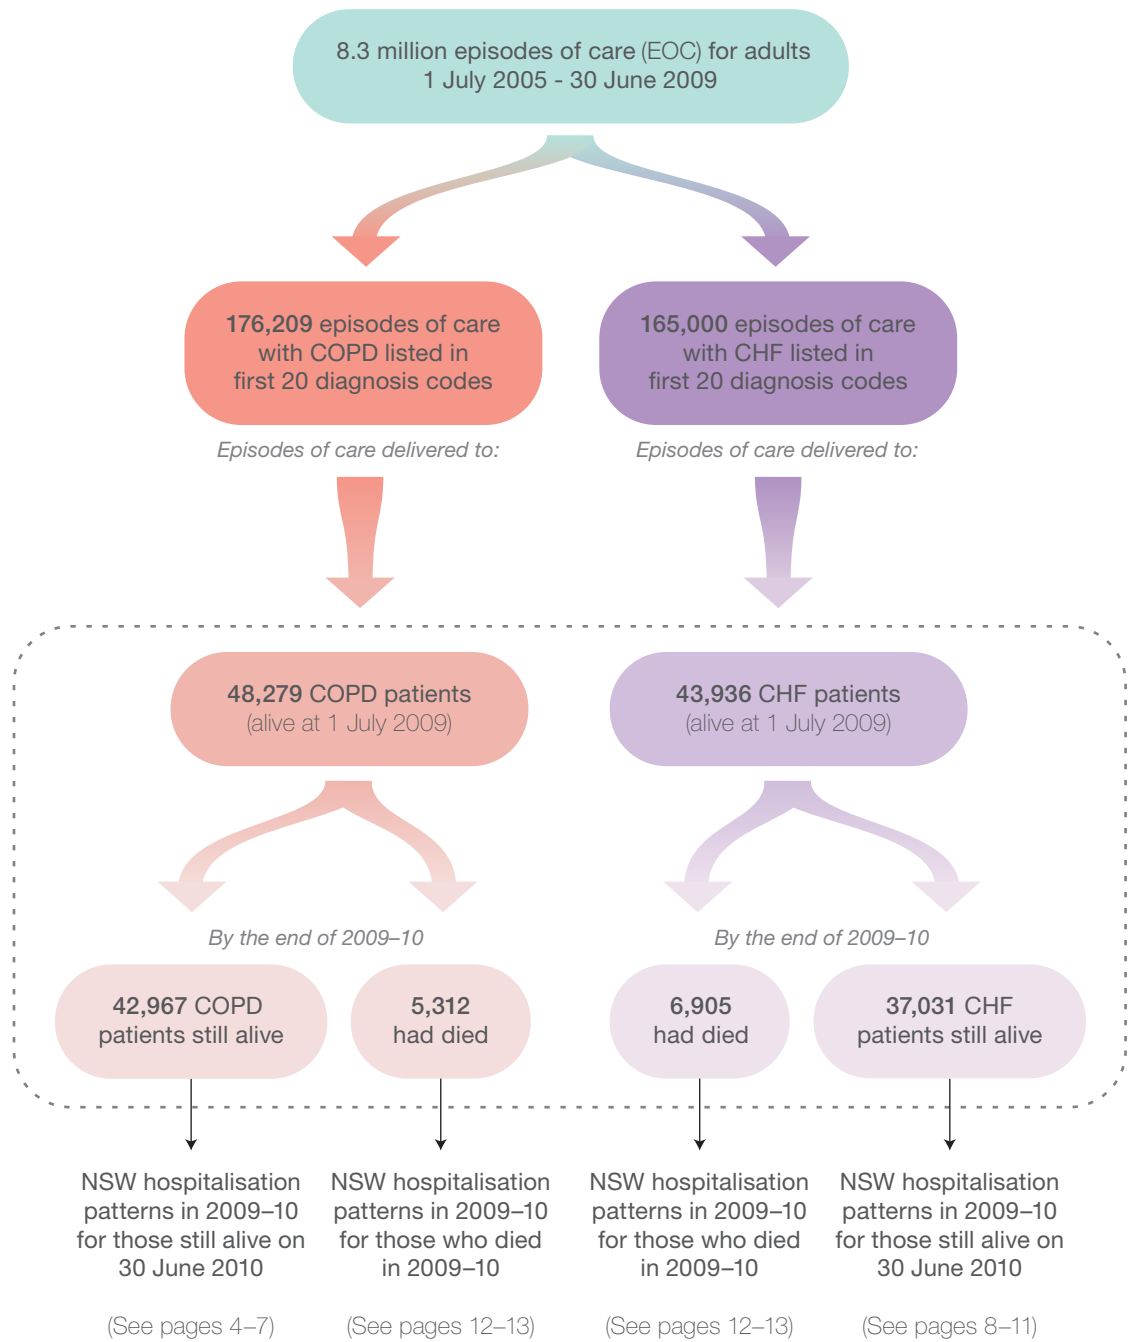 8.3 million episodes of care (EOC) for adults
1 July 2005 - 30 June 2009
176,209 episodes of care
with COPD listed in
first 20 diagnosis codes
165,000 episodes of care
with CHF listed in
first 20 diagnosis codes
Episodes of care delivered to:
Episodes of care delivered to:
48,279 COPD patients
(alive at 1 July 2009)
43,936 CHF patients
(alive at 1 July 2009)
By the end of 2009–10
By the end of 2009–10
42,967 COPD
patients still alive
5,312
had died
6,905
had died
37,031 CHF
patients still alive
NSW hospitalisation
patterns in 2009–10
for those still alive on
30 June 2010
(See pages 4–7)
NSW hospitalisation
patterns in 2009–10
for those who died
in 2009–10
(See pages 12–13)
NSW hospitalisation
patterns in 2009–10
for those who died
in 2009–10
(See pages 12–13)
NSW hospitalisation
patterns in 2009–10
for those still alive on
30 June 2010
(See pages 8–11)